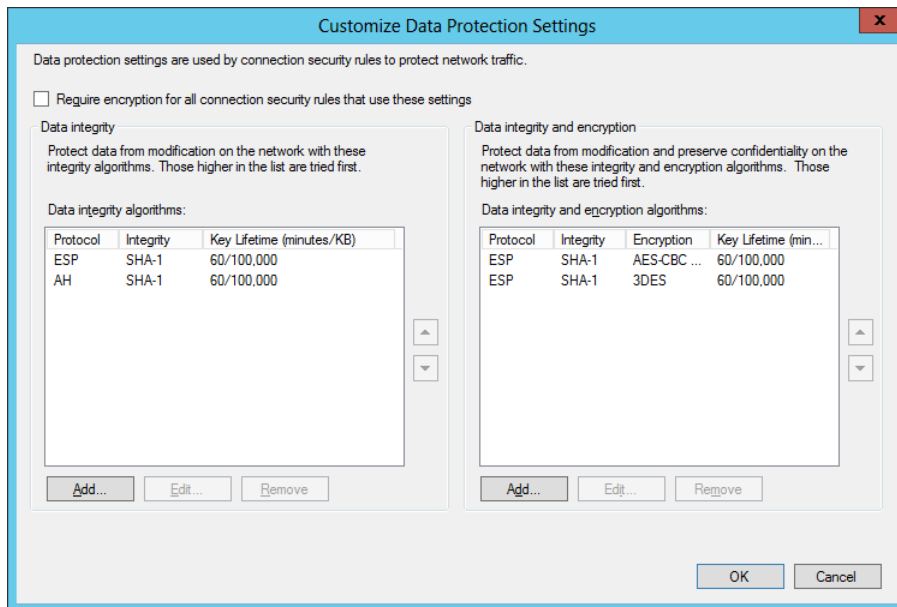 Customize Data Protection Settings
x
Data protection settings are used by connection security rules to protect network traffic.
Require encryption for all connection security rules that use these settings
Data integrity
Protect data from modification on the network with these
integrity algorithms. Those higher in the list are tried first.
Data integrity algorithms:
Protocol Integrity Key Lifetime (minutes/KB)
ESP SHA-1 60/100,000
AH SHA-1 60/100,000
Add... Edit... Remove
Data integrity and encryption
Protect data from modification and preserve confidentiality on the
network with these integrity and encryption algorithms. Those
higher in the list are tried first.
Data integrity and encryption algorithms:
Protocol Integrity Encryption Key Lifetime (min...
ESP SHA-1 AES-CBC ... 60/100,000
ESP SHA-1 3DES 60/100,000
Add... Edit... Remove
OK Cancel